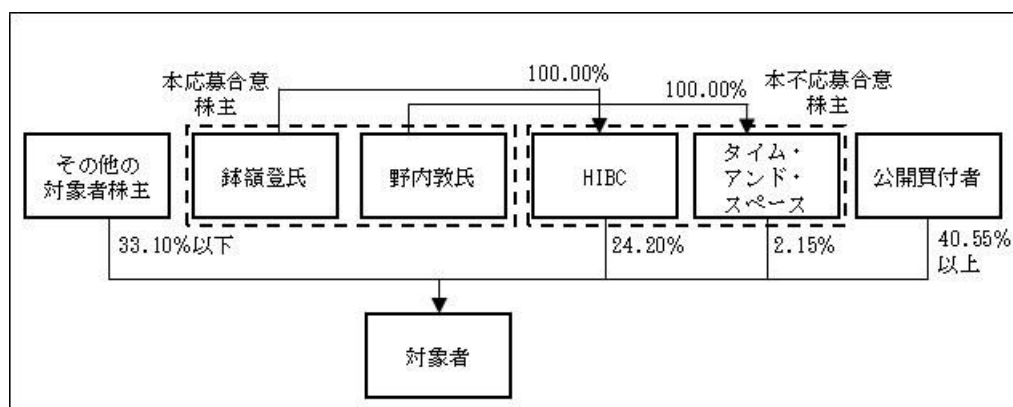 本応募合意
株主
100.00%
100.00%
本不応募合意
株主
その他の
対象者株主
鉢嶺登氏
野内敦氏
HIBC
タイム・
アンド・
スペース
公開買付者
33.10%以下
24.20%
2.15%
40.55%
以上
対象者